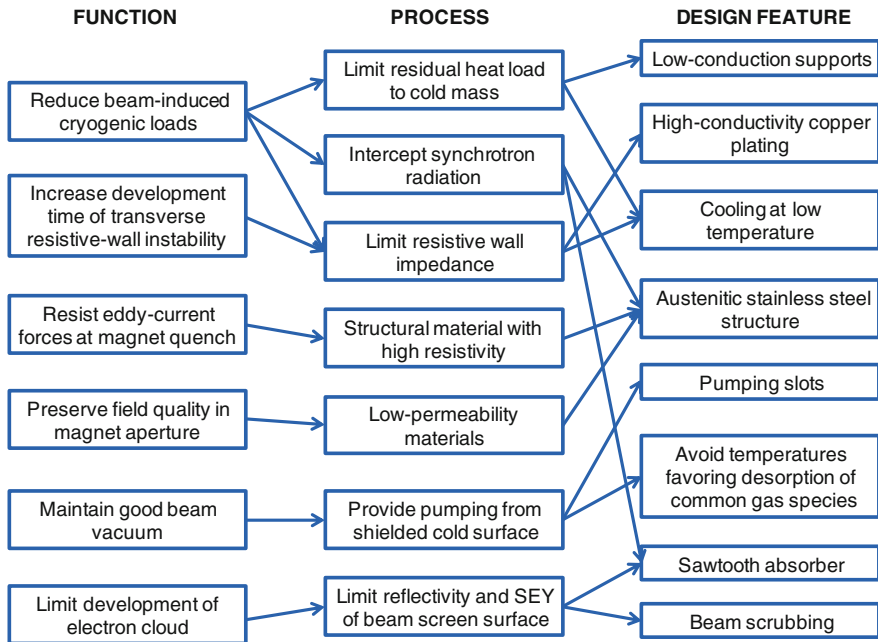 FUNCTION
PROCESS
DESIGN FEATURE
Reduce beam-induced
cryogenic loads
Increase development
time of transverse
resistive-wall instability
Resist eddy-current
forces at magnet quench
Preserve field quality in
magnet aperture
Maintain good beam
vacuum
Limit development of
electron cloud
Limit residual heat load
to cold mass
Intercept synchrotron
radiation
Limit resistive wall
impedance
Structural material with
high resistivity
Low-permeability
materials
Provide pumping from
shielded cold surface
Limit reflectivity and SEY
of beam screen surface
Low-conduction supports
High-conductivity copper
plating
Cooling at low
temperature
Austenitic stainless steel
structure
Pumping slots
Avoid temperatures
favoring desorption of
common gas species
Sawtooth absorber
Beam scrubbing